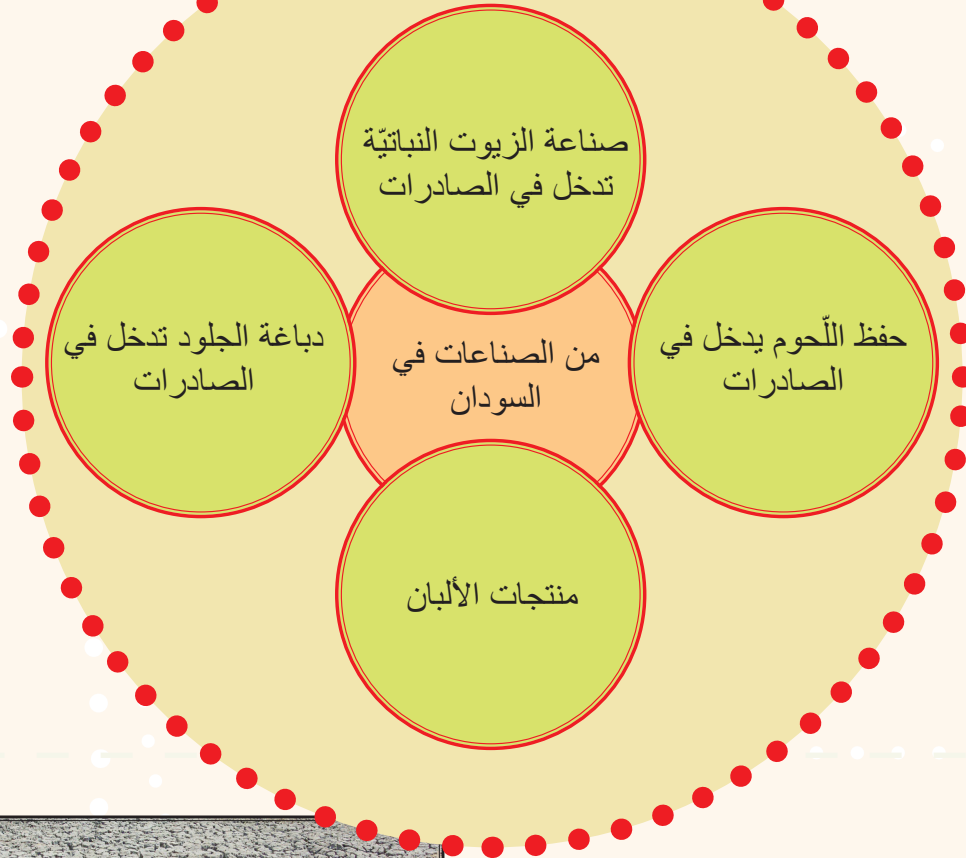 صناعة الزيوت النباتيّة
تدخل في الصادرات
حفظ اللّحوم يدخل في
الصادرات
من الصناعات في
السودان
دباغة الجلود تدخل في
الصادرات
منتجات الألبان